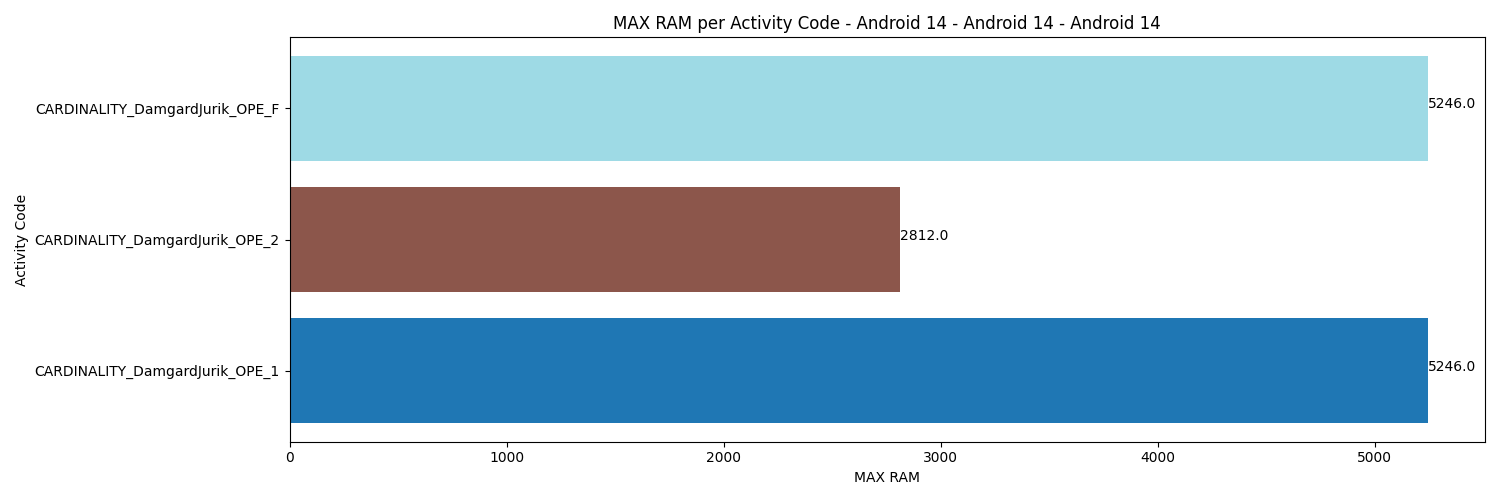 MAX RAM per Activity Code - Android 14 - Android 14 - Android 14
Activity Code
CARDINALITY_DamgardJurik_OPE_F
5246.0
CARDINALITY_DamgardJurik_OPE_2
2812.0
CARDINALITY_DamgardJurik_OPE_1
5246.0
0 1000 2000 3000 4000 5000
MAX RAM